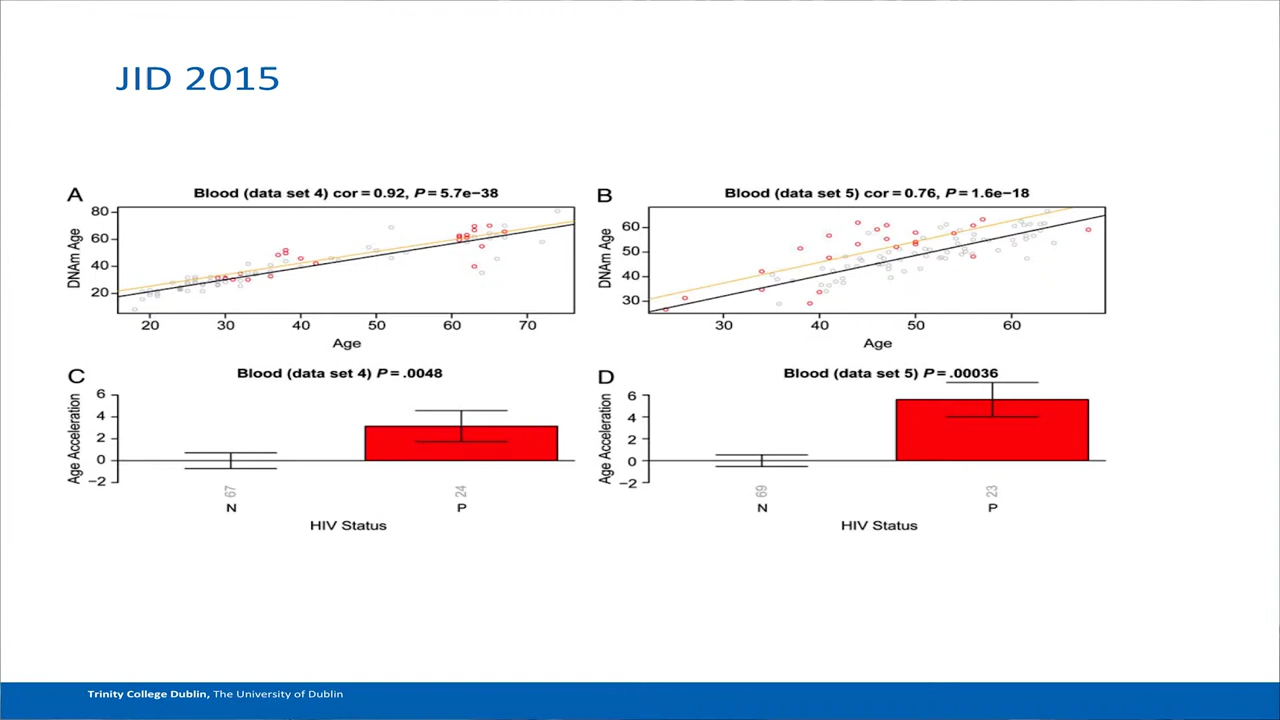 JID 2015
A
Blood (data set 4) cor = 0.92, P = 5.7e−38
DNAm Age
80
60
40
20
20 30 40 50 60 70
Age
B
Blood (data set 5) cor = 0.76, P = 1.6e−18
DNAm Age
60
50
40
30
30 40 50 60
Age
C
Blood (data set 4) P = .0048
Age Acceleration
6
4
2
0
−2
67 24
N P
HIV Status
D
Blood (data set 5) P = .00036
Age Acceleration
6
4
2
0
−2
69 23
N P
HIV Status
Trinity College Dublin, The University of Dublin